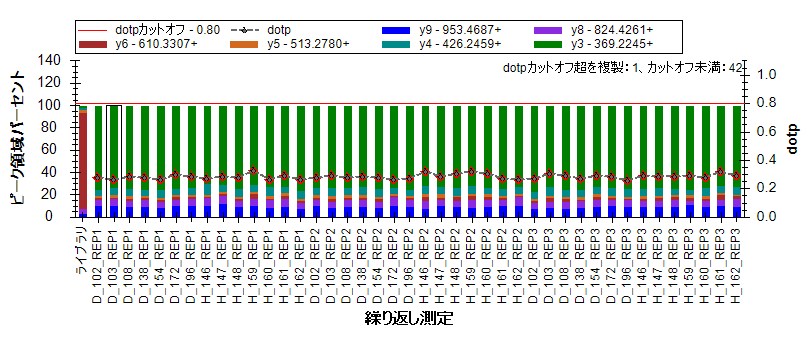 dotpカットオフ - 0.80 dotp y9 - 953.4687+ y8 - 824.4261+
y6 - 610.3307+ y5 - 513.2780+ y4 - 426.2459+ y3 - 369.2245+
dotpカットオフ超を複製: 1、カットオフ未満: 42
ピーク領域パーセント
140
120
100
80
60
40
20
0
1.0
0.8
0.6
0.4
0.2
0.0
dotp
ライブラリ
D_102_REP1
D_103_REP1
D_108_REP1
D_138_REP1
D_154_REP1
D_172_REP1
D_196_REP1
H_146_REP1
H_147_REP1
H_148_REP1
H_159_REP1
H_160_REP1
H_161_REP1
H_162_REP1
D_102_REP2
D_103_REP2
D_108_REP2
D_138_REP2
D_154_REP2
D_172_REP2
D_196_REP2
H_146_REP2
H_147_REP2
H_148_REP2
H_159_REP2
H_160_REP2
H_161_REP2
H_162_REP2
D_102_REP3
D_103_REP3
D_108_REP3
D_138_REP3
D_154_REP3
D_172_REP3
D_196_REP3
H_146_REP3
H_147_REP3
H_148_REP3
H_159_REP3
H_160_REP3
H_161_REP3
H_162_REP3
繰り返し測定